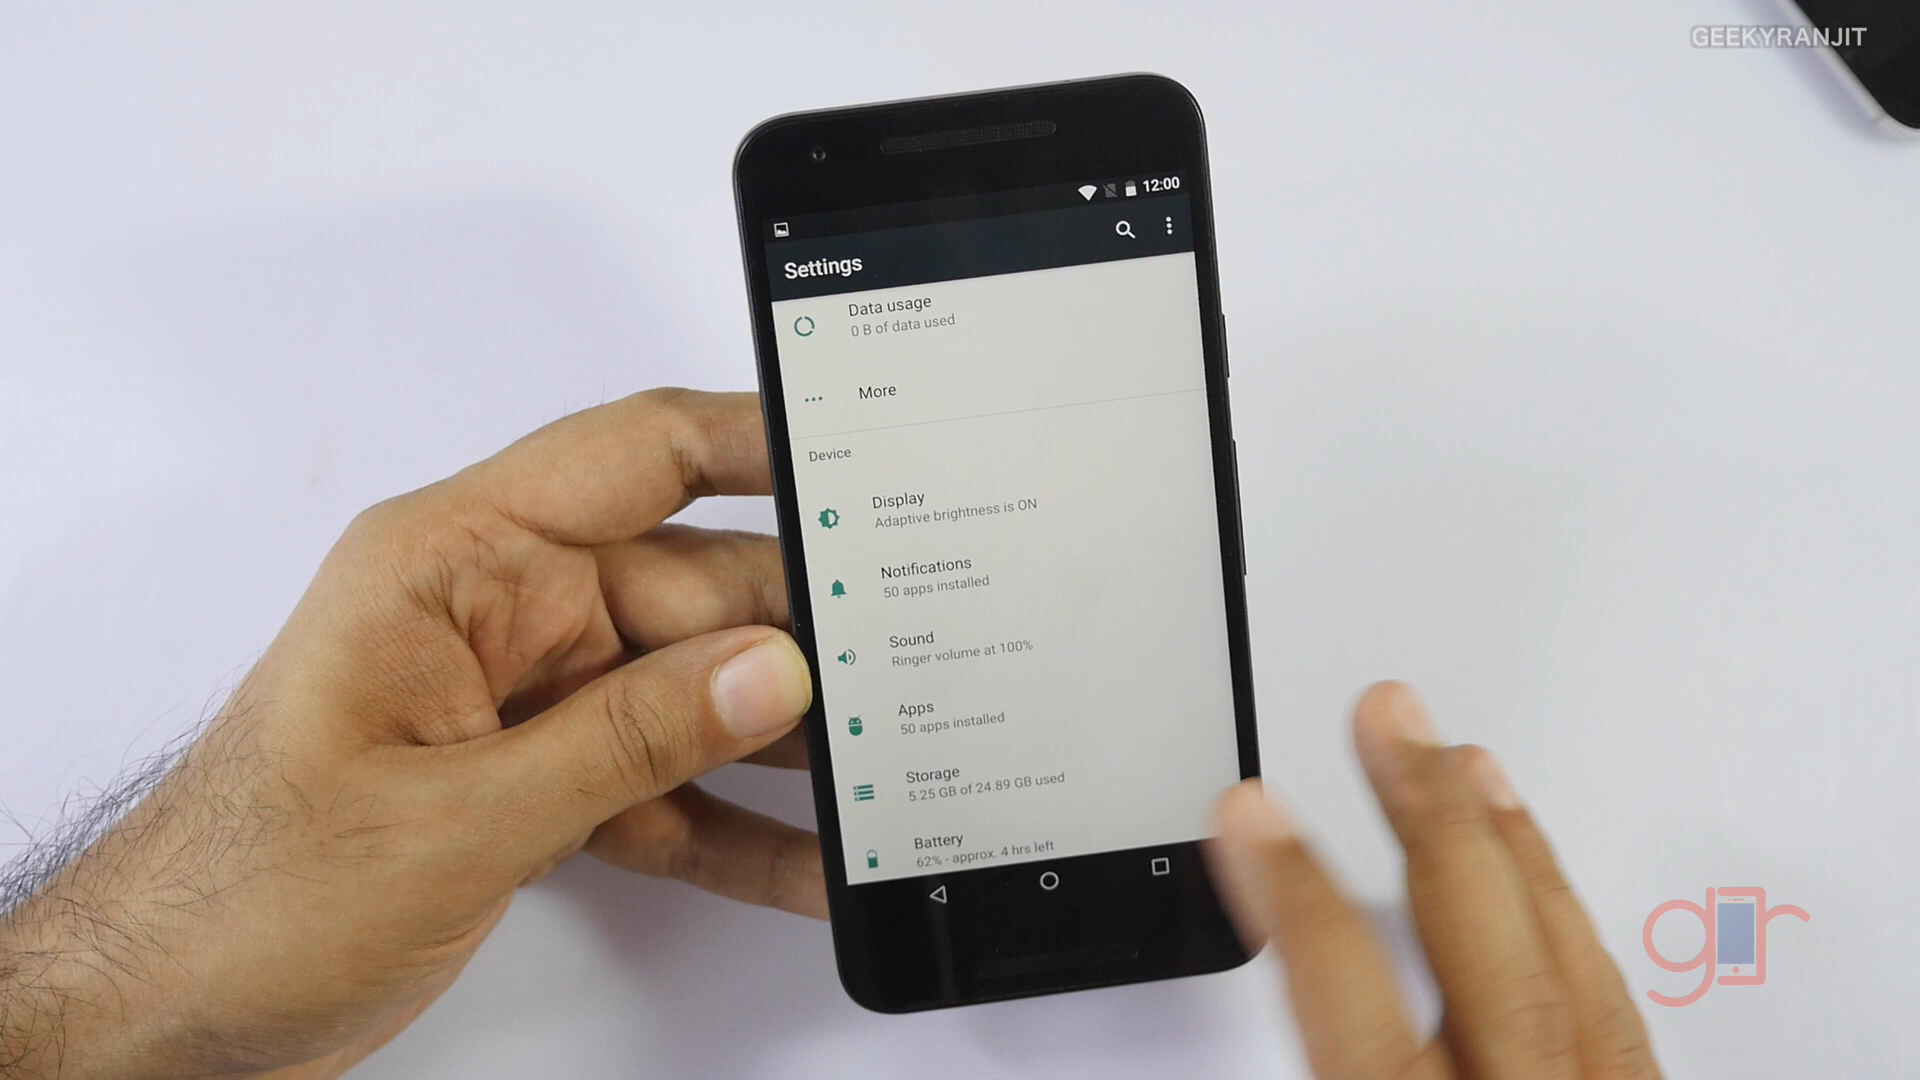 GEEKYRANJIT
12:00
Settings
Data usage
0 B of data used
More
Device
Display
Adaptive brightness is ON
Notifications
50 apps installed
Sound
Ringer volume at 100%
Apps
50 apps installed
Storage
5.25 GB of 24.89 GB used
Battery
62% - approx. 4 hrs left
gr